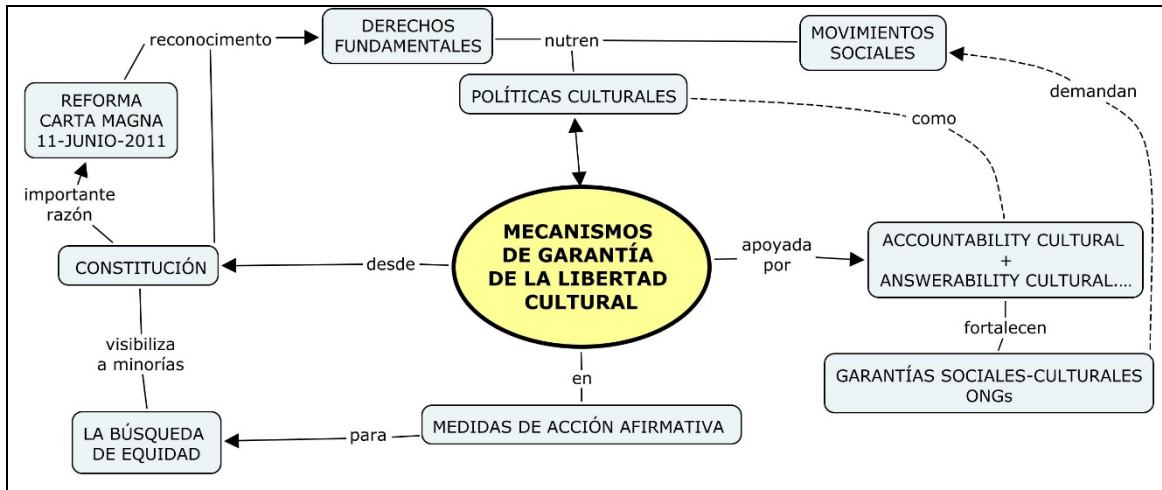 reconocimento
DERECHOS
FUNDAMENTALES
nutren
MOVIMIENTOS
SOCIALES
REFORMA
CARTA MAGNA
11-JUNIO-2011
POLÍTICAS CULTURALES
demandan
como
importante
razón
MECANISMOS
DE GARANTÍA
DE LA LIBERTAD
CULTURAL
CONSTITUCIÓN
desde
apoyada
por
ACCOUNTABILITY CULTURAL
+
ANSWERABILITY CULTURAL....
fortalecen
visibiliza
a minorías
en
GARANTÍAS SOCIALES-CULTURALES
ONGs
LA BÚSQUEDA
DE EQUIDAD
para
MEDIDAS DE ACCIÓN AFIRMATIVA